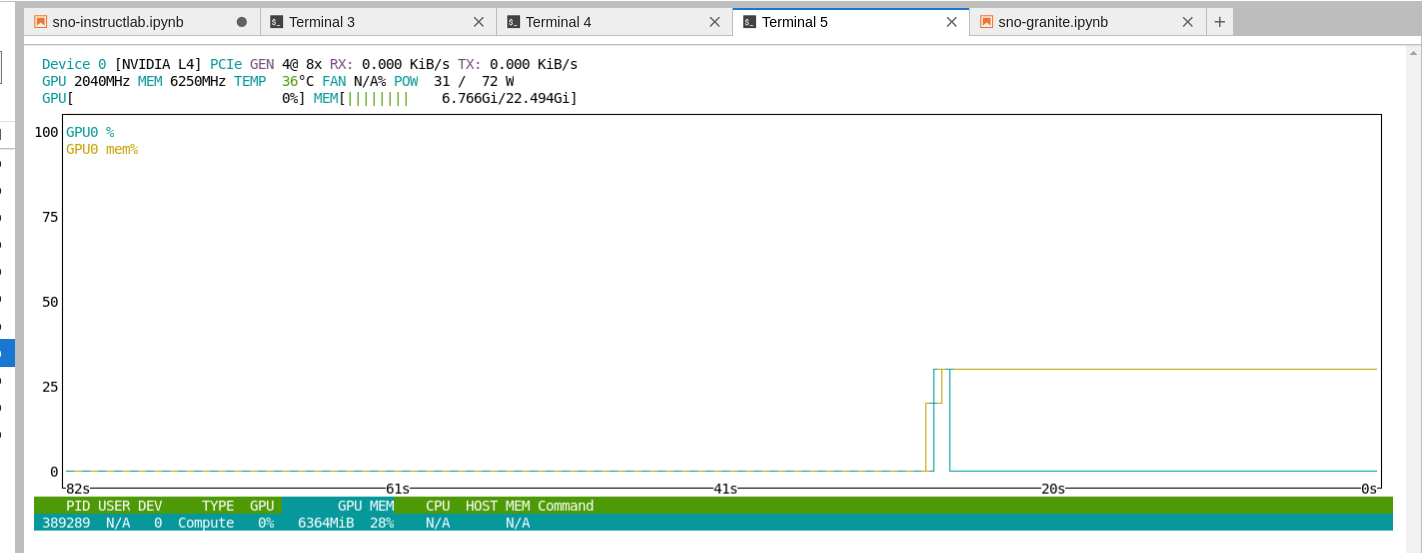 sno-instructlab.ipynb Terminal 3 Terminal 4 Terminal 5 sno-granite.ipynb
Device 0 [NVIDIA L4] PCIe GEN 4@ 8x RX: 0.000 KiB/s TX: 0.000 KiB/s
GPU 2040MHz MEM 6250MHz TEMP 36°C FAN N/A% POW 31 / 72 W
GPU[ 0%] MEM[|||||||| 6.766Gi/22.494Gi]
100 GPU0 %
GPU0 mem%
75
50
25
0
82s 61s 41s 20s 0s
PID USER DEV TYPE GPU GPU MEM CPU HOST MEM Command
389289 N/A 0 Compute 0% 6364MiB 28% N/A N/A